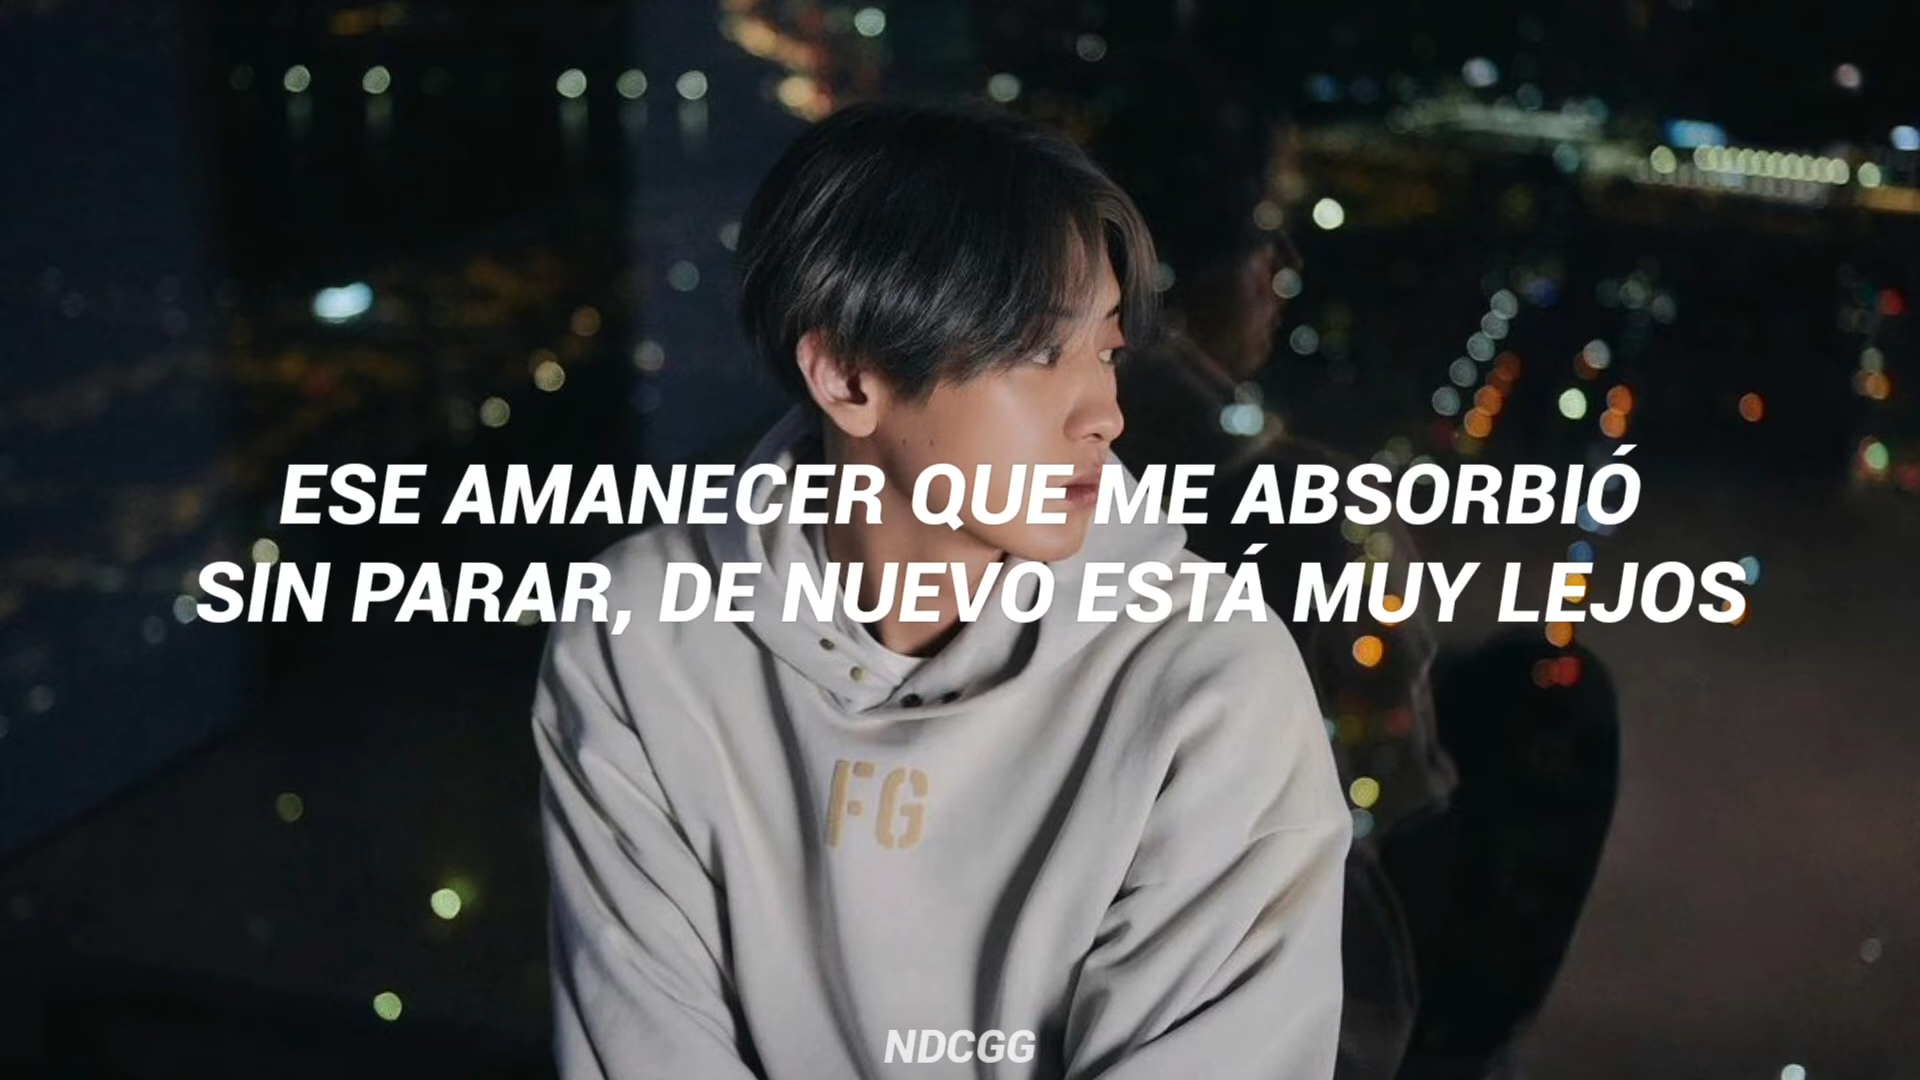 ESE AMANECER QUE ME ABSORBIÓ
SIN PARAR, DE NUEVO ESTÁ MUY LEJOS
FG
NDCGG